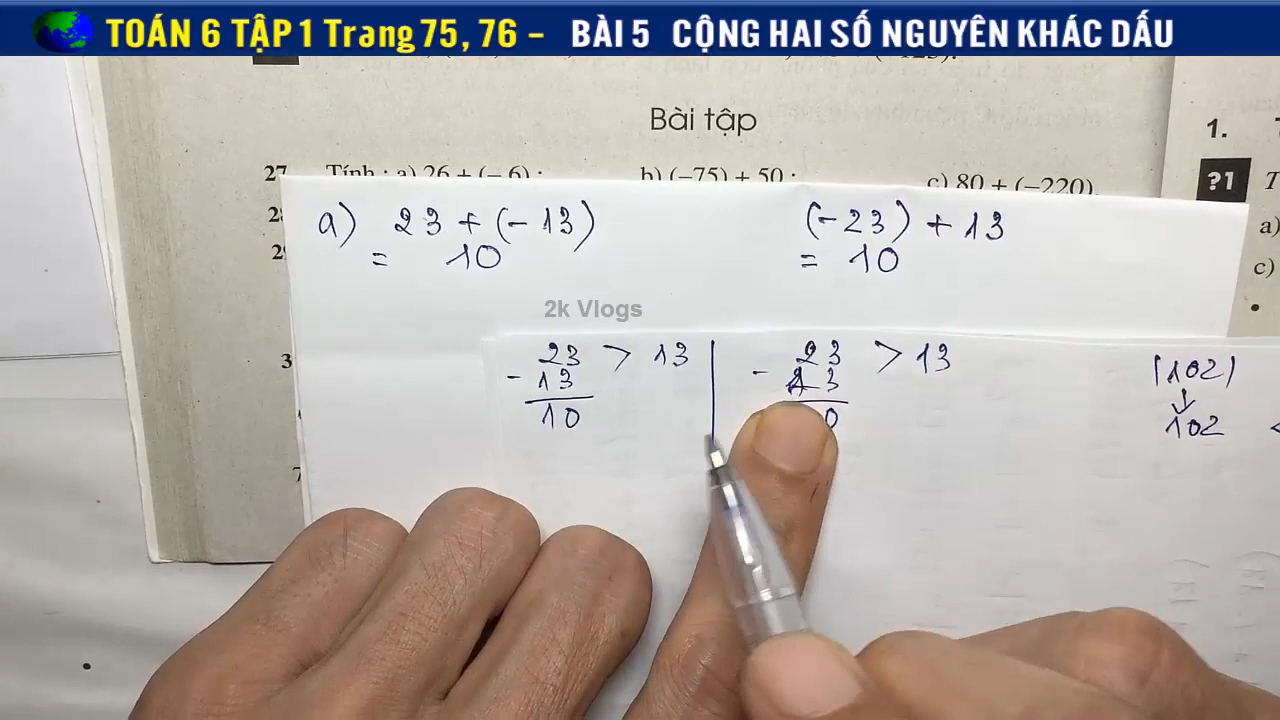 TOÁN 6 TẬP 1 Trang 75, 76 – BÀI 5 CỘNG HAI SỐ NGUYÊN KHÁC DẤU
Bài tập
27 Tính : a) 26 + (– 6) ; b) (–75) + 50 ; c) 80 + (–220).
a) 23 + (– 13) (– 23) + 13
= 10 = 10
2k Vlogs
23 > 13 23 > 13
– 13 – 13
10 0
|102|
102
1.
?1
a)
c)